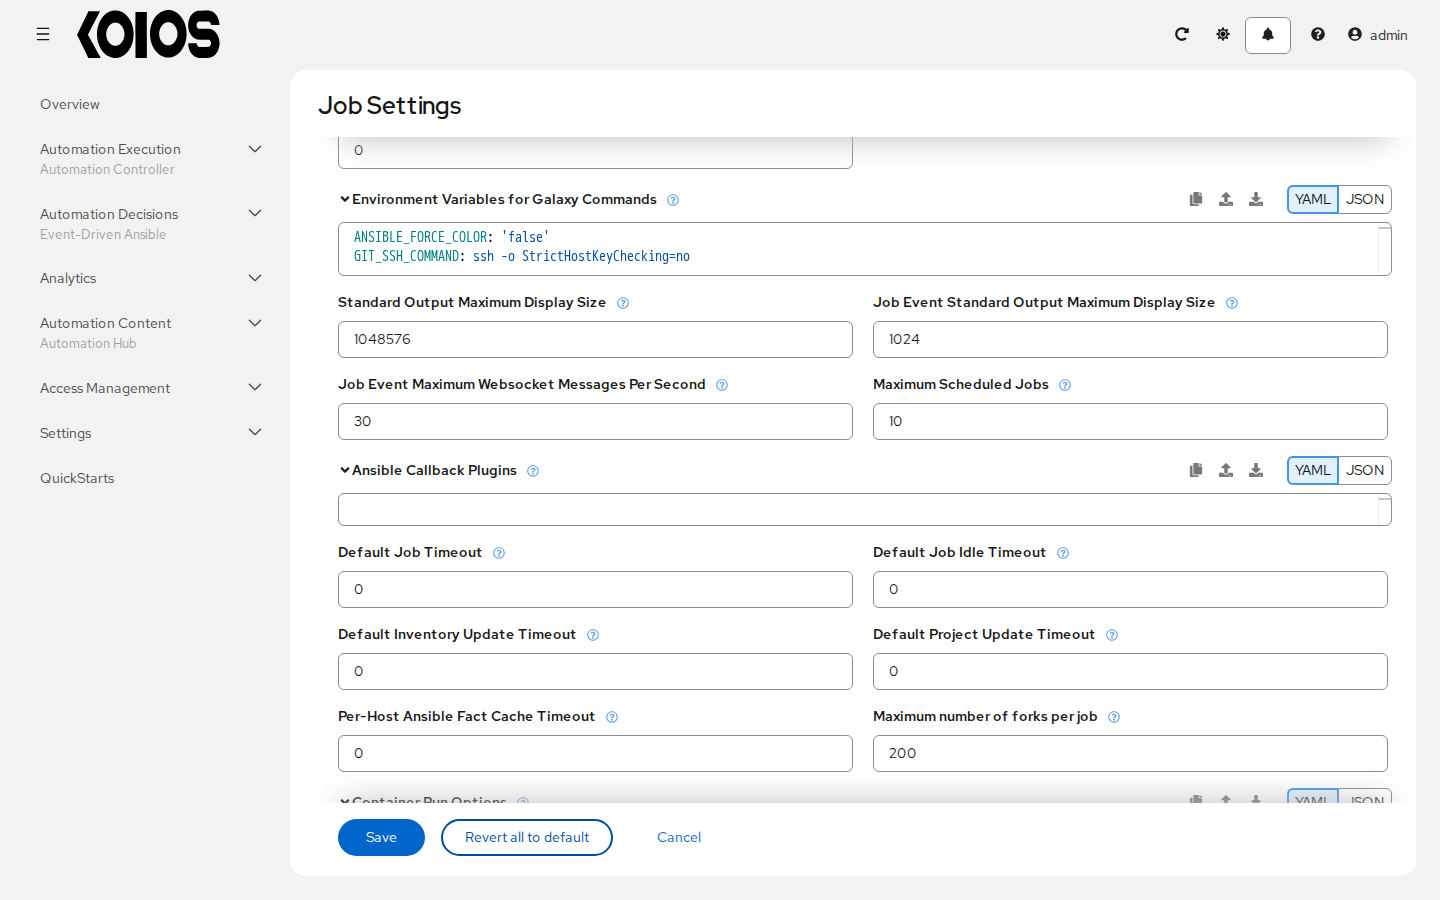 KOIOS
admin
Overview
Automation Execution
Automation Controller
Automation Decisions
Event-Driven Ansible
Analytics
Automation Content
Automation Hub
Access Management
Settings
QuickStarts
Job Settings
0
Environment Variables for Galaxy Commands
YAML JSON
ANSIBLE_FORCE_COLOR: 'false'
GIT_SSH_COMMAND: ssh -o StrictHostKeyChecking=no
Standard Output Maximum Display Size
1048576
Job Event Standard Output Maximum Display Size
1024
Job Event Maximum Websocket Messages Per Second
30
Maximum Scheduled Jobs
10
Ansible Callback Plugins
YAML JSON
Default Job Timeout
0
Default Job Idle Timeout
0
Default Inventory Update Timeout
0
Default Project Update Timeout
0
Per-Host Ansible Fact Cache Timeout
0
Maximum number of forks per job
200
Container Run Options
YAML JSON
Save
Revert all to default
Cancel